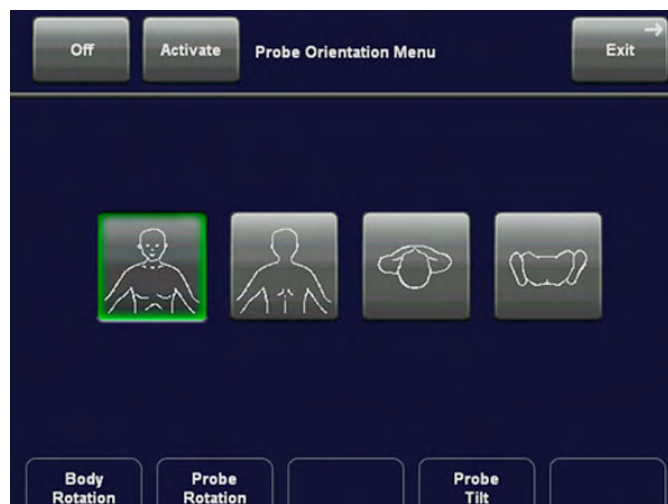 Off
Activate
Probe Orientation Menu
Exit
Body
Rotation
Probe
Rotation
Probe
Tilt